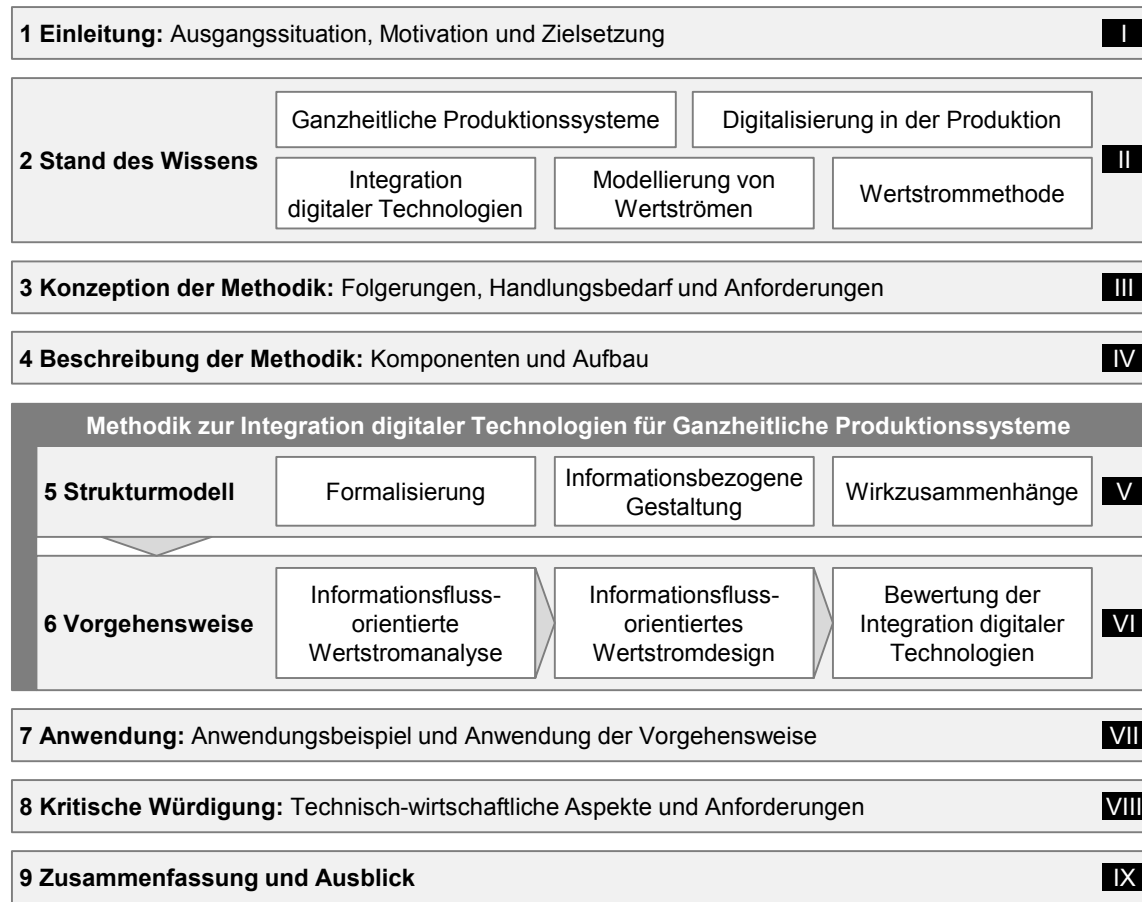 1 Einleitung: Ausgangssituation, Motivation und Zielsetzung
I
2 Stand des Wissens
Ganzheitliche Produktionssysteme
Digitalisierung in der Produktion
Integration
digitaler Technologien
Modellierung von
Wertströmen
Wertstrommethode
II
3 Konzeption der Methodik: Folgerungen, Handlungsbedarf und Anforderungen
III
4 Beschreibung der Methodik: Komponenten und Aufbau
IV
Methodik zur Integration digitaler Technologien für Ganzheitliche Produktionssysteme
5 Strukturmodell
Formalisierung
Informationsbezogene
Gestaltung
Wirkzusammenhänge
V
6 Vorgehensweise
Informationsfluss-
orientierte
Wertstromanalyse
Informationsfluss-
orientiertes
Wertstromdesign
Bewertung der
Integration digitaler
Technologien
VI
7 Anwendung: Anwendungsbeispiel und Anwendung der Vorgehensweise
VII
8 Kritische Würdigung: Technisch-wirtschaftliche Aspekte und Anforderungen
VIII
9 Zusammenfassung und Ausblick
IX